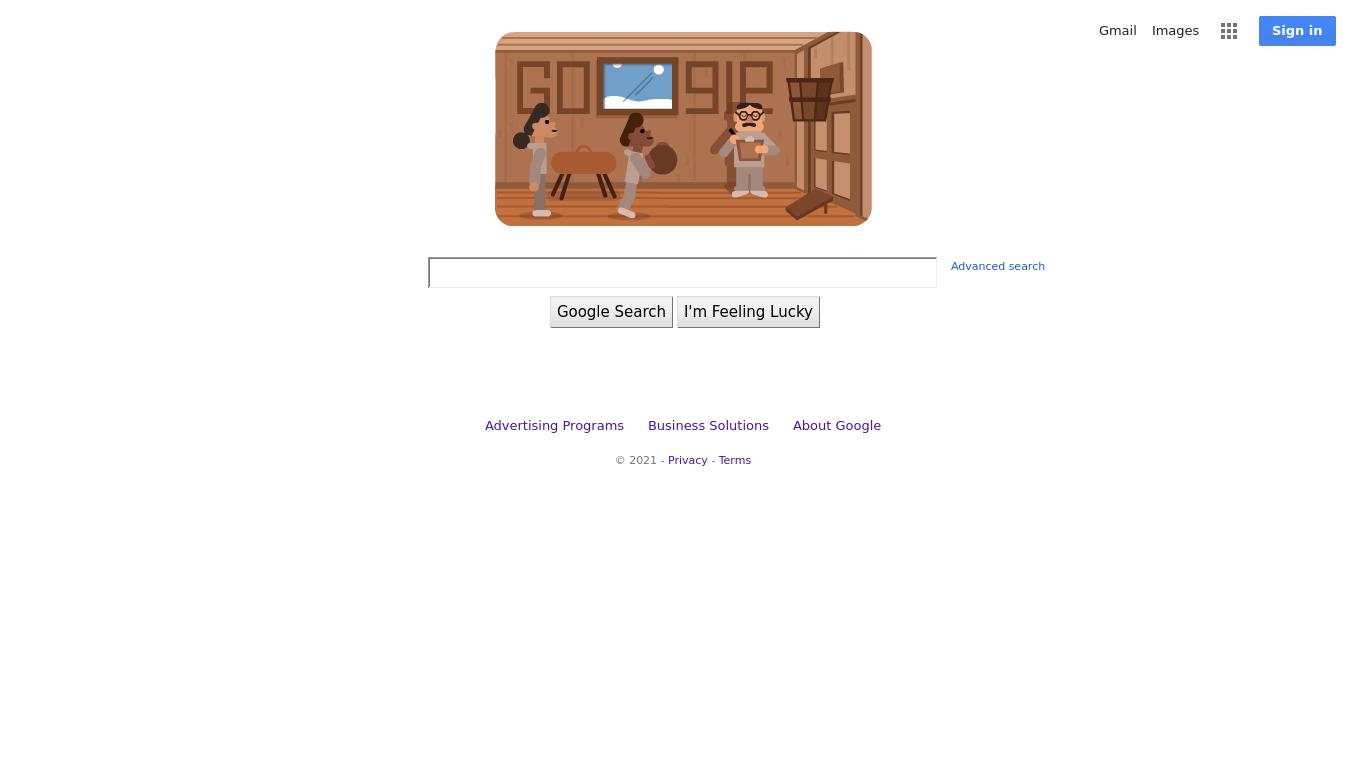 Gmail Images Sign in
GO G E
Advanced search
Google Search I'm Feeling Lucky
Advertising Programs Business Solutions About Google
© 2021 - Privacy - Terms